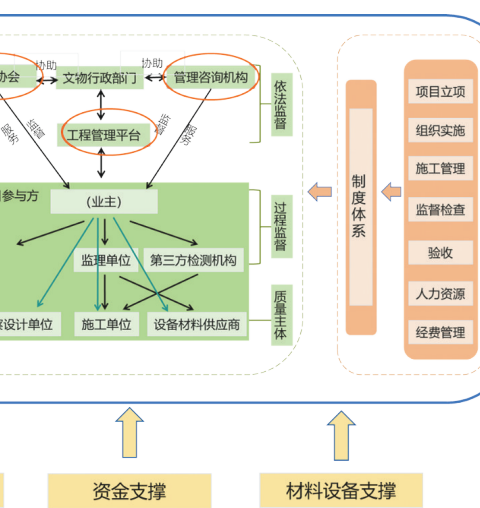 协会
协助
文物行政部门
协助
管理咨询机构
依法监督
服务
监督
工程管理平台
服务
参与方
(业主)
过程监督
监理单位
第三方检测机构
设计单位
施工单位
设备材料供应商
质量主体
制度体系
项目立项
组织实施
施工管理
监督检查
验收
人力资源
经费管理
资金支撑
材料设备支撑